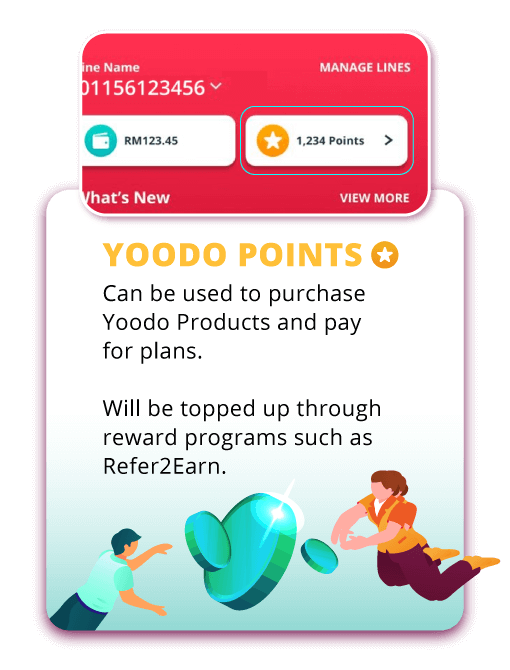 ine Name
MANAGE LINES
01156123456
RM123.45
1,234 Points
What's New
VIEW MORE
YOODO POINTS
Can be used to purchase
Yoodo Products and pay
for plans.
Will be topped up through
reward programs such as
Refer2Earn.